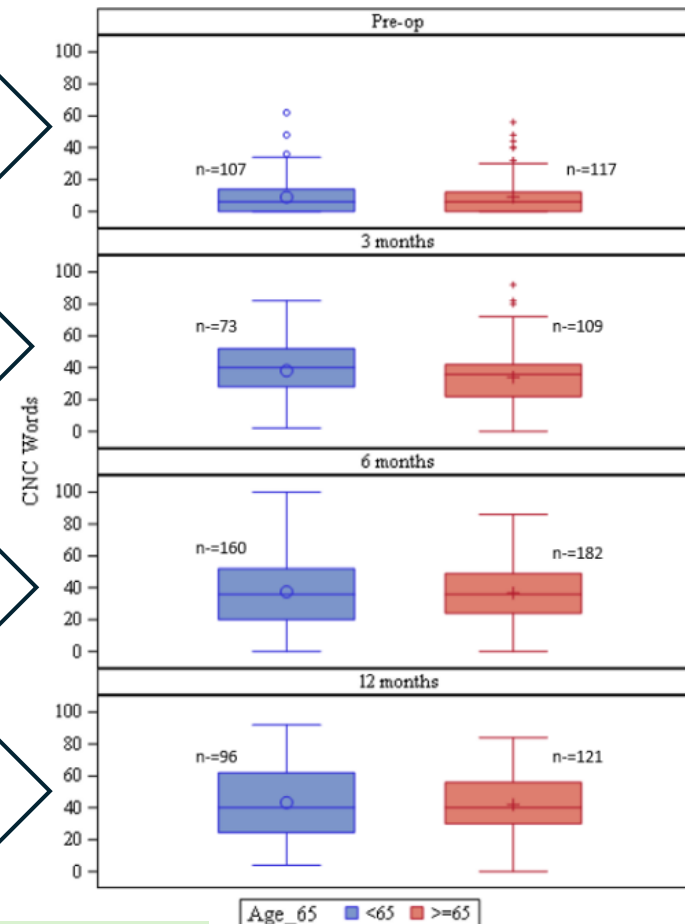 Pre-op
100
80
60
40
20
0
n-=107
n-=117
3 months
100
80
60
40
20
0
n-=73
n-=109
CNC Words
6 months
100
80
60
40
20
0
n-=160
n-=182
12 months
100
80
60
40
20
0
n-=96
n-=121
Age_65 <65 >=65